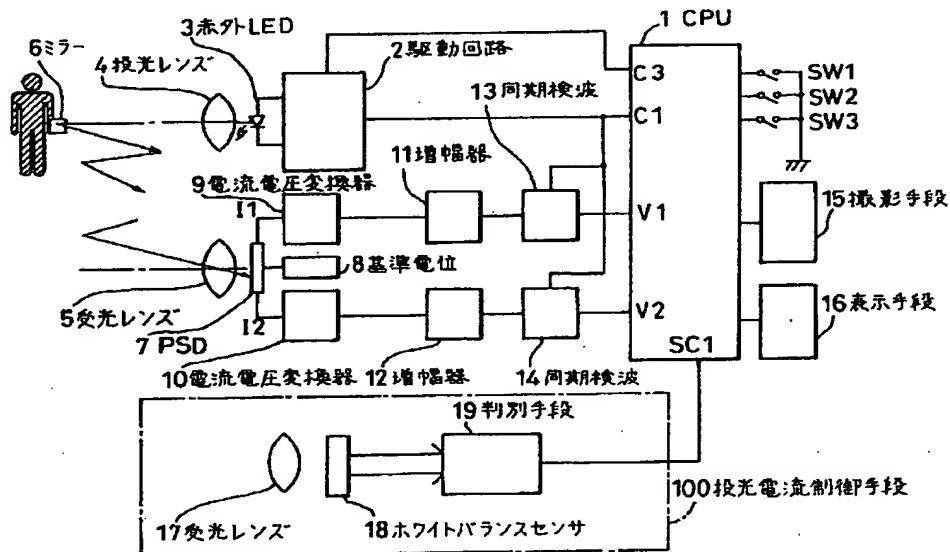 1 CPU
3赤外LED
6ミラー
4投光レンズ
2駆動回路
C3
SW1
13同期検波
SW2
C1
SW3
11増幅器
9電流電圧変換器
I1
V1
15撮影手段
8基準電位
5受光レンズ
I2
V2
7 PSD
16表示手段
SC1
10電流電圧変換器
12増幅器
14同期検波
19判別手段
100投光電流制御手段
17受光レンズ
18ホワイトバランスセンサ